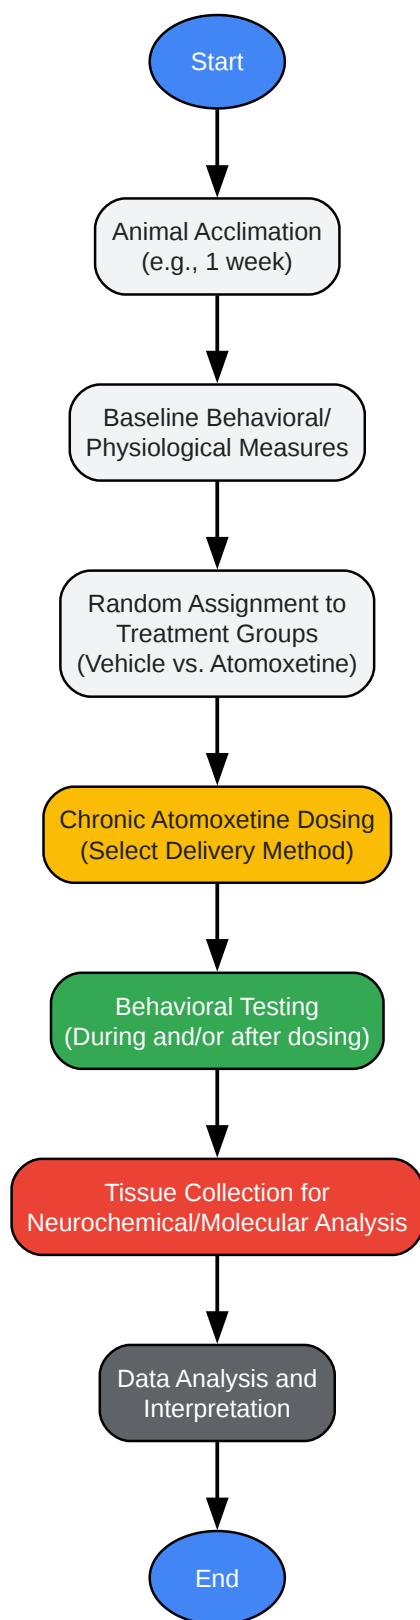 Start
Animal Acclimation
(e.g., 1 week)
Baseline Behavioral/
Physiological Measures
Random Assignment to
Treatment Groups
(Vehicle vs. Atomoxetine)
Chronic Atomoxetine Dosing
(Select Delivery Method)
Behavioral Testing
(During and/or after dosing)
Tissue Collection for
Neurochemical/Molecular Analysis
Data Analysis and
Interpretation
End